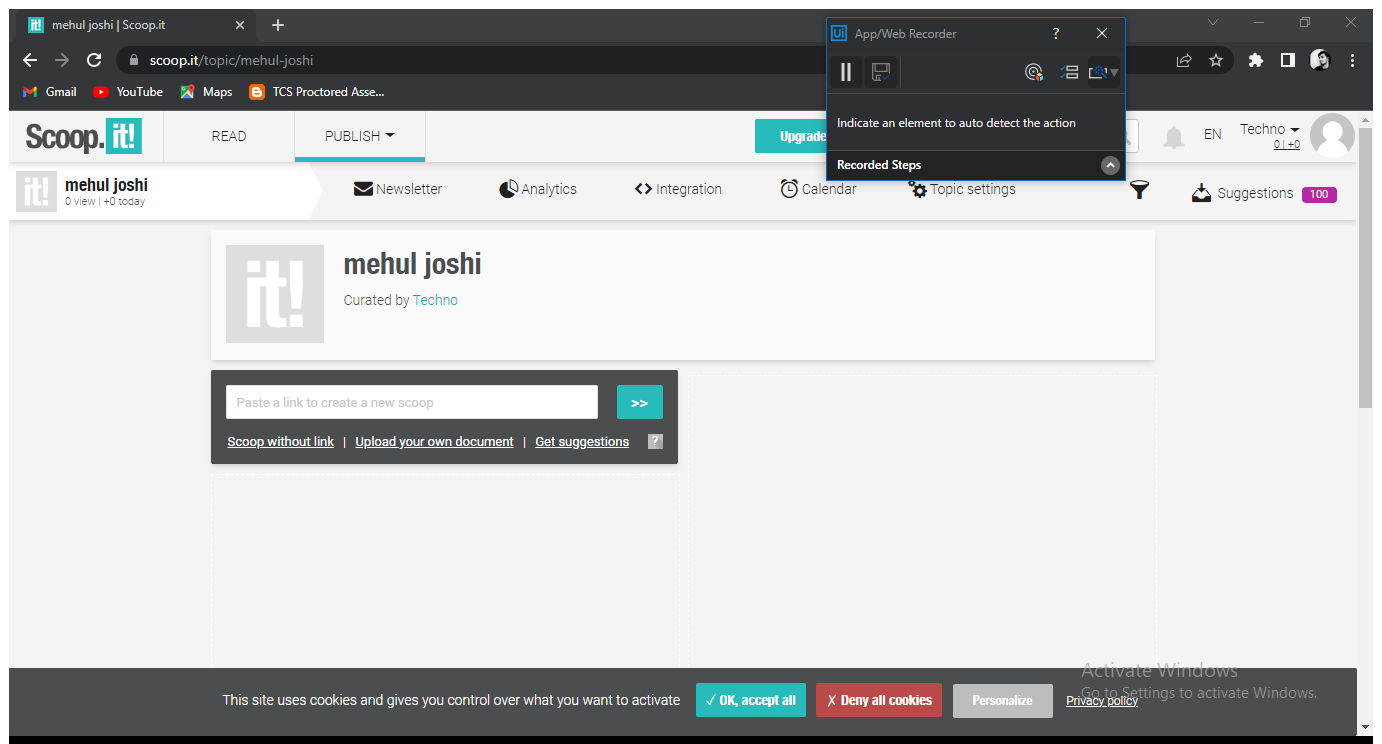 it! mehul joshi | Scoop.it
scoop.it/topic/mehul-joshi
Gmail YouTube Maps TCS Proctored Asse...
Ui App/Web Recorder ?
Indicate an element to auto detect the action
Recorded Steps
Scoop.it! READ PUBLISH Upgrade EN Techno
0 | +0
it! mehul joshi
0 view | +0 today
Newsletter Analytics Integration Calendar Topic settings Suggestions 100
it! mehul joshi
Curated by Techno
Paste a link to create a new scoop >>
Scoop without link | Upload your own document | Get suggestions ?
Activate Windows
Go to Settings to activate Windows.
This site uses cookies and gives you control over what you want to activate ✓ OK, accept all ✗ Deny all cookies Personalize Privacy policy